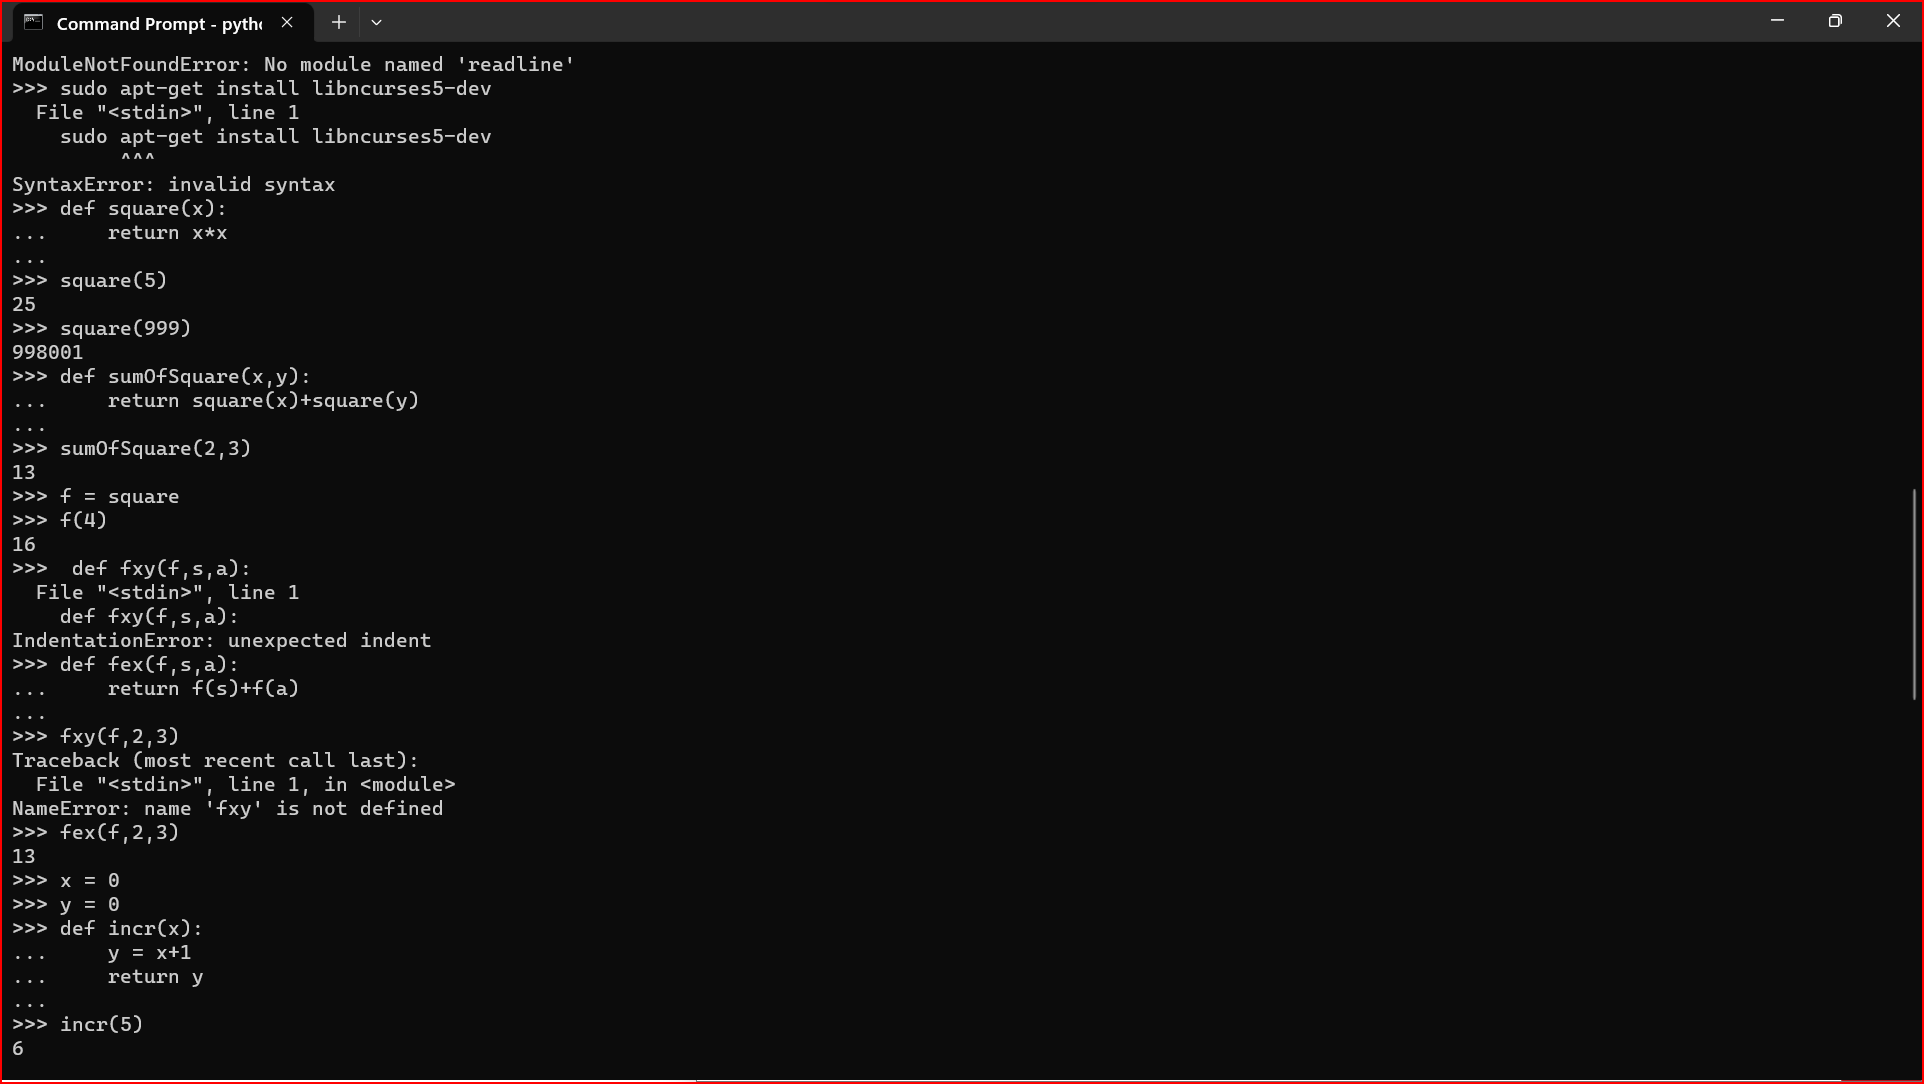 Command Prompt - pytho
ModuleNotFoundError: No module named 'readline'
>>> sudo apt-get install libncurses5-dev
  File "<stdin>", line 1
    sudo apt-get install libncurses5-dev
         ^^^
SyntaxError: invalid syntax
>>> def square(x):
...     return x*x
...
>>> square(5)
25
>>> square(999)
998001
>>> def sumOfSquare(x,y):
...     return square(x)+square(y)
...
>>> sumOfSquare(2,3)
13
>>> f = square
>>> f(4)
16
>>>  def fxy(f,s,a):
  File "<stdin>", line 1
    def fxy(f,s,a):
IndentationError: unexpected indent
>>> def fex(f,s,a):
...     return f(s)+f(a)
...
>>> fxy(f,2,3)
Traceback (most recent call last):
  File "<stdin>", line 1, in <module>
NameError: name 'fxy' is not defined
>>> fex(f,2,3)
13
>>> x = 0
>>> y = 0
>>> def incr(x):
...     y = x+1
...     return y
...
>>> incr(5)
6